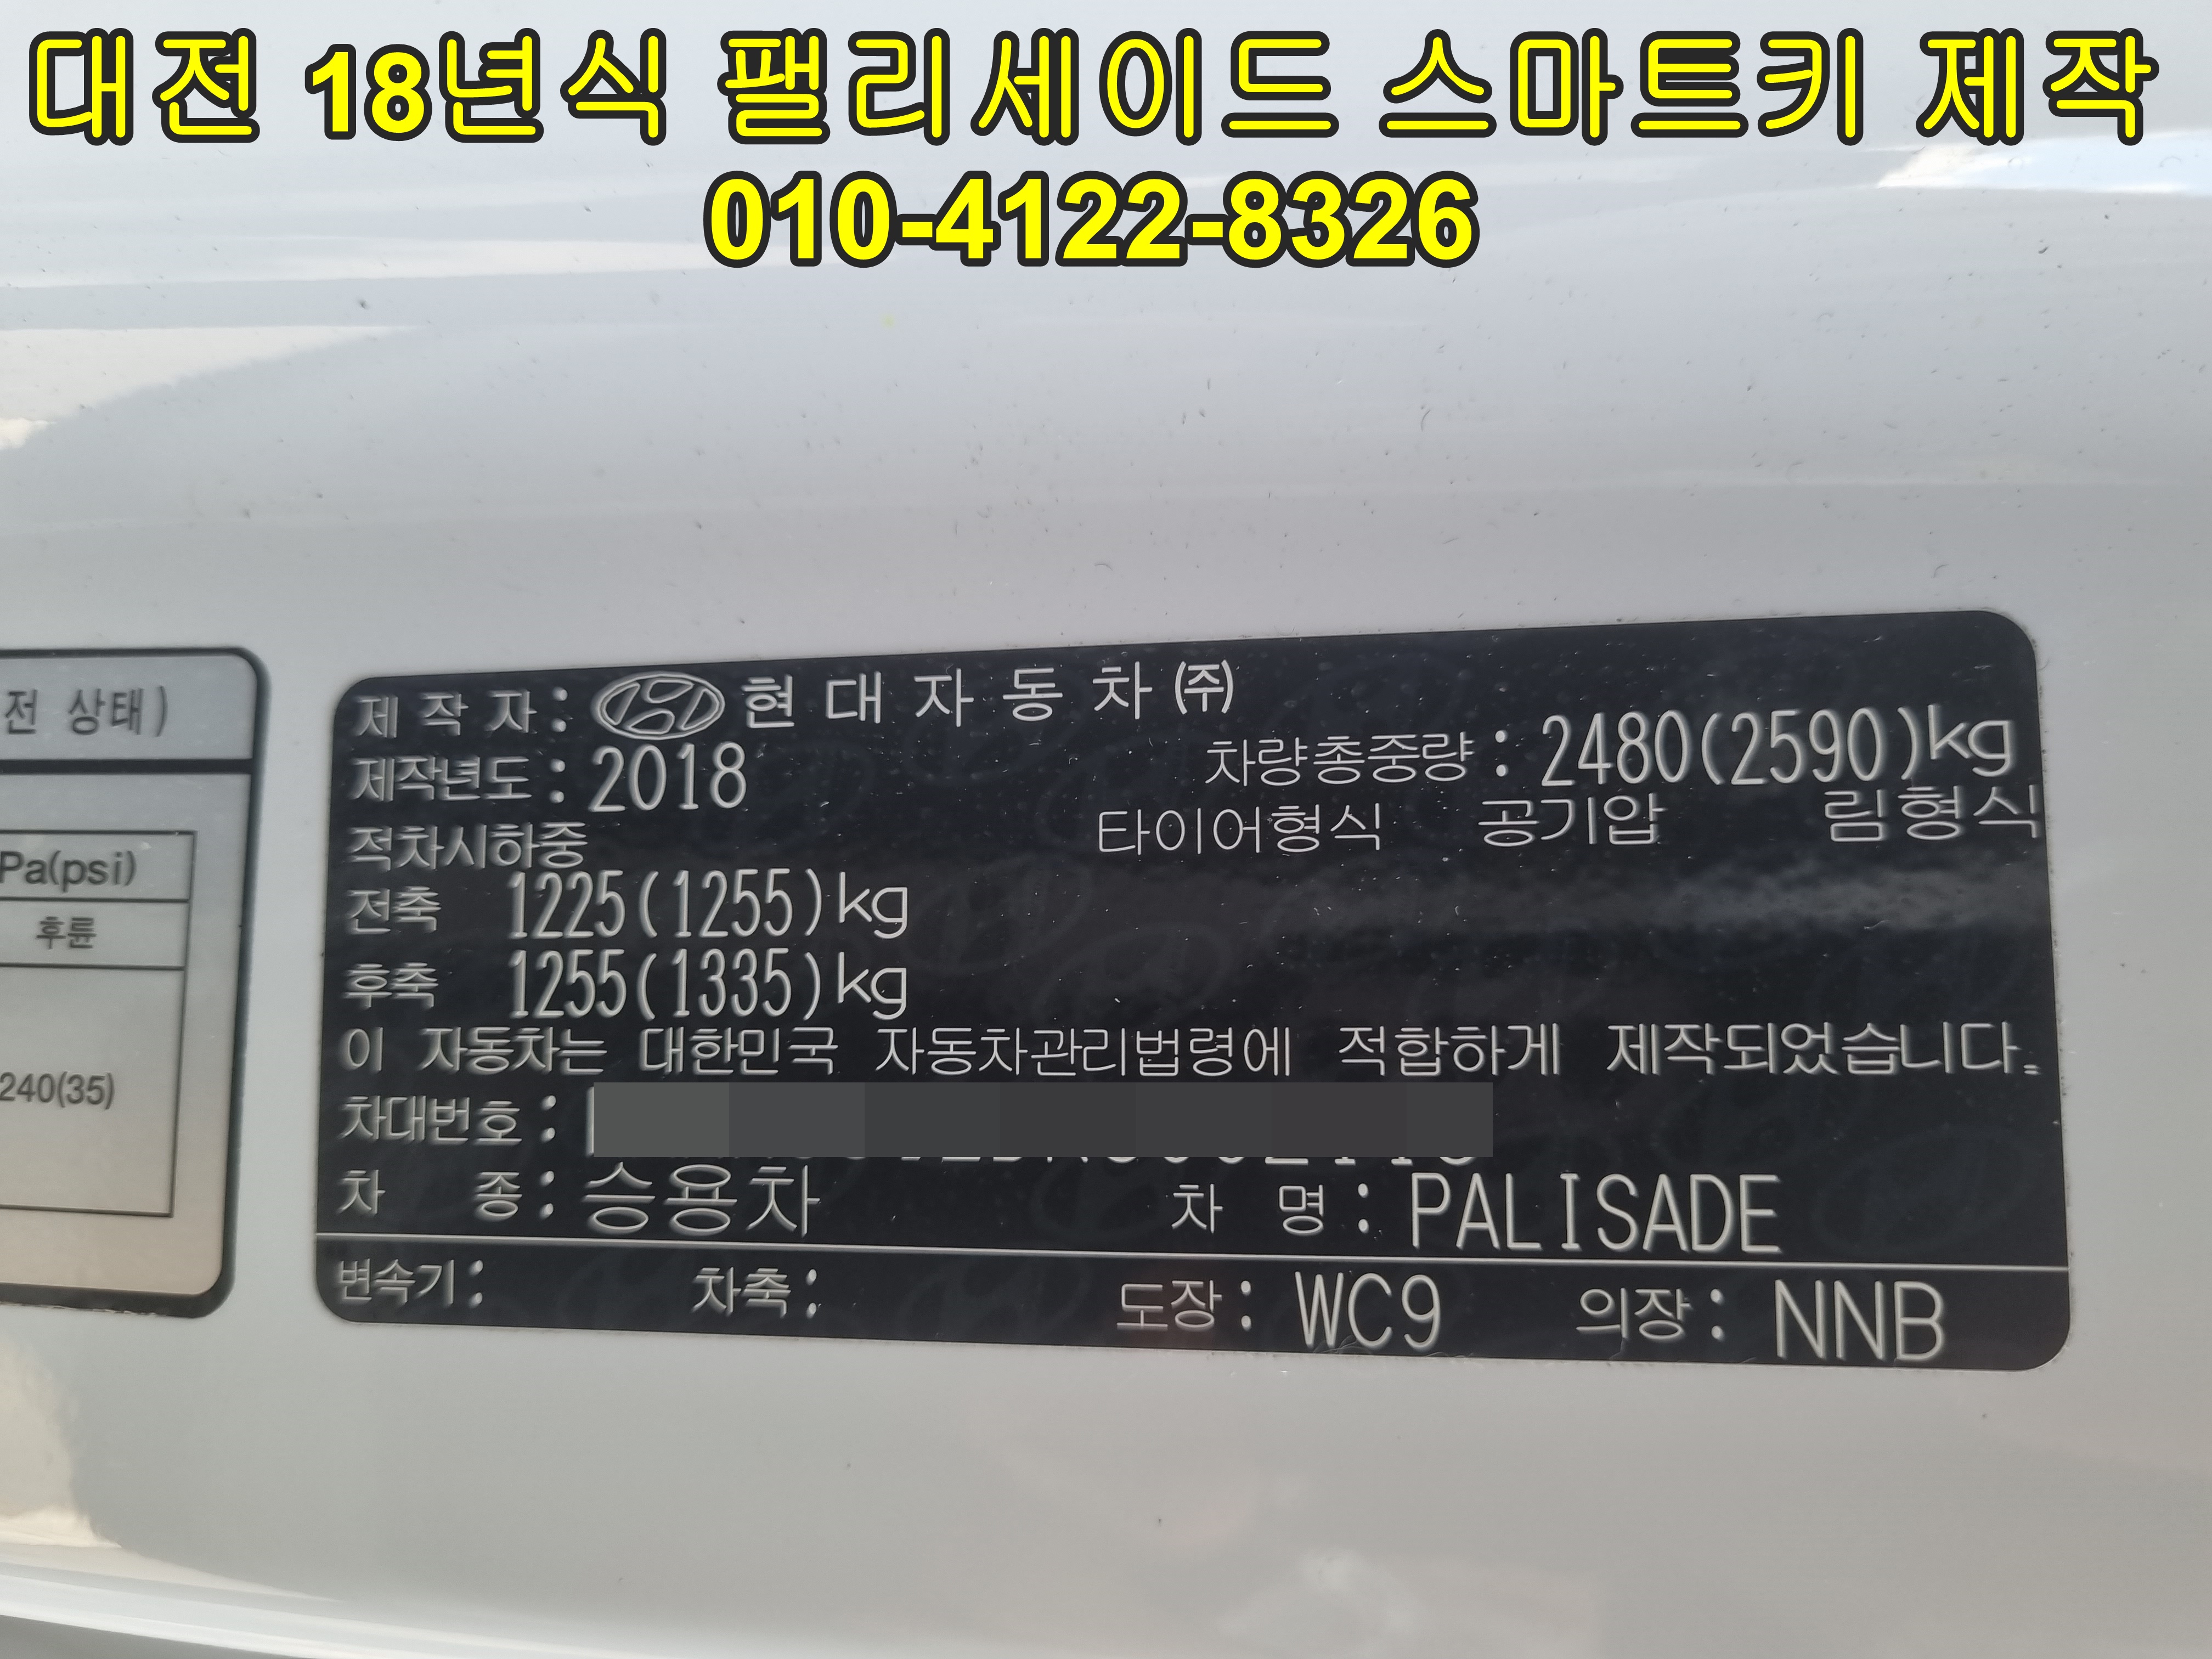 대전 18년식 팰리세이드 스마트키 제작
010-4122-8326
전 상태)
Pa(psi)
후륜
240(35)
제 작 자 : 현 대 자 동 차 ㈜
제작년도 : 2018
차량총중량 : 2480(2590)kg
적차시하중
타이어형식 공기압 림형식
전축 1225(1255)kg
후축 1255(1335)kg
이 자동차는 대한민국 자동차관리법령에 적합하게 제작되었습니다.
차대번호 :
차 종 : 승용차 차 명 : PALISADE
변속기 : 차축 : 도장 : WC9 의장 : NNB